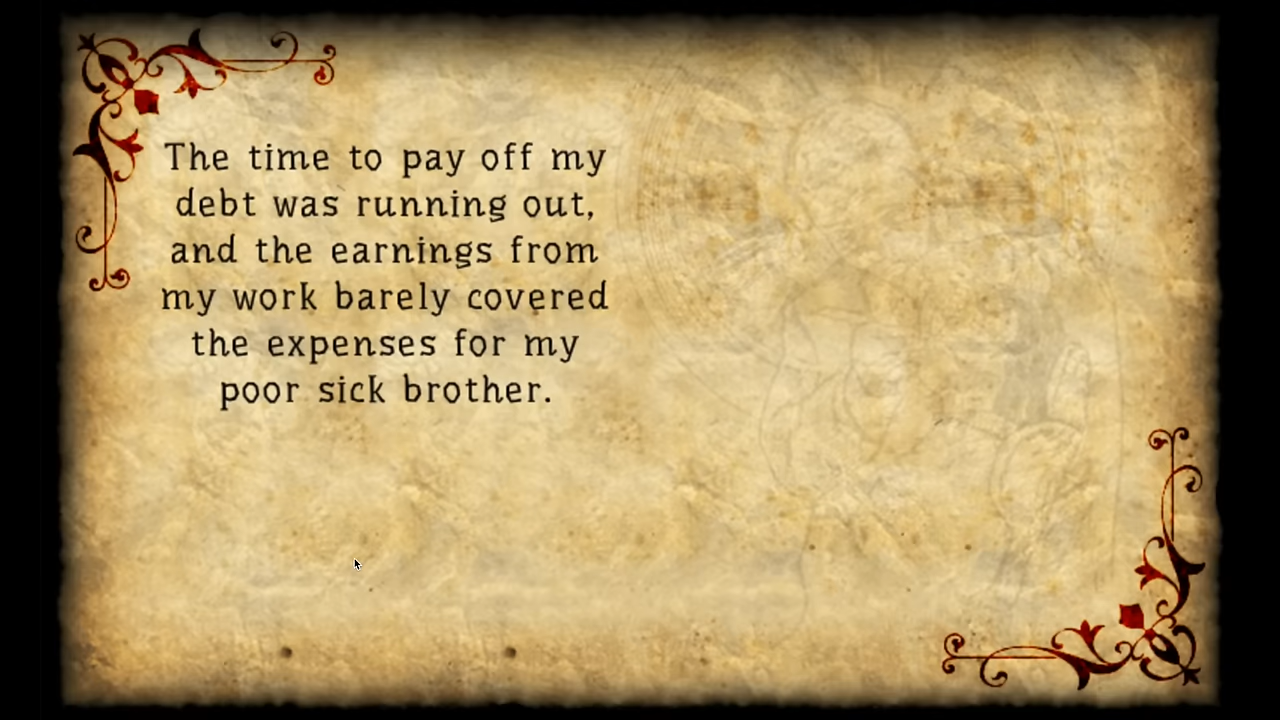 The time to pay off my
debt was running out,
and the earnings from
my work barely covered
the expenses for my
poor sick brother.